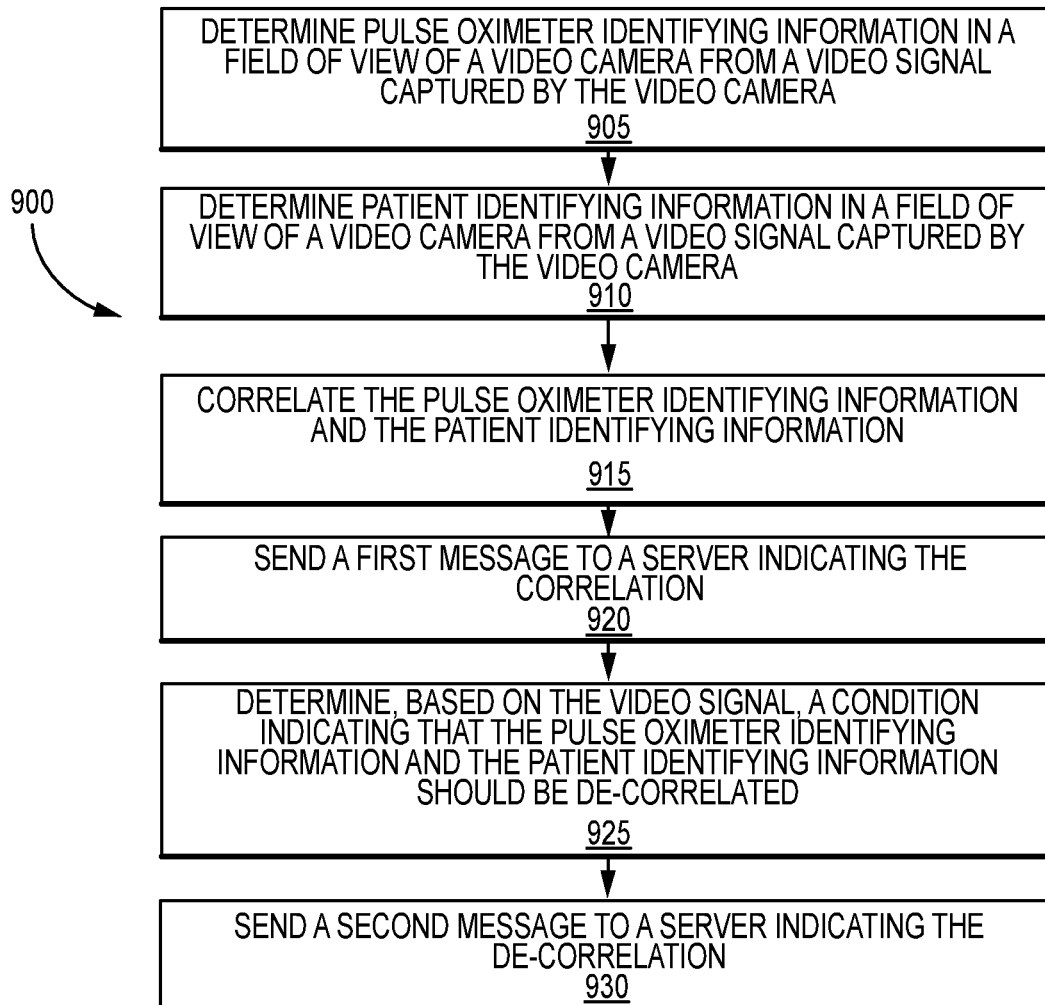 DETERMINE PULSE OXIMETER IDENTIFYING INFORMATION IN A
FIELD OF VIEW OF A VIDEO CAMERA FROM A VIDEO SIGNAL
CAPTURED BY THE VIDEO CAMERA
905
900
DETERMINE PATIENT IDENTIFYING INFORMATION IN A FIELD OF
VIEW OF A VIDEO CAMERA FROM A VIDEO SIGNAL CAPTURED BY
THE VIDEO CAMERA
910
CORRELATE THE PULSE OXIMETER IDENTIFYING INFORMATION
AND THE PATIENT IDENTIFYING INFORMATION
915
SEND A FIRST MESSAGE TO A SERVER INDICATING THE
CORRELATION
920
DETERMINE, BASED ON THE VIDEO SIGNAL, A CONDITION
INDICATING THAT THE PULSE OXIMETER IDENTIFYING
INFORMATION AND THE PATIENT IDENTIFYING INFORMATION
SHOULD BE DE-CORRELATED
925
SEND A SECOND MESSAGE TO A SERVER INDICATING THE
DE-CORRELATION
930